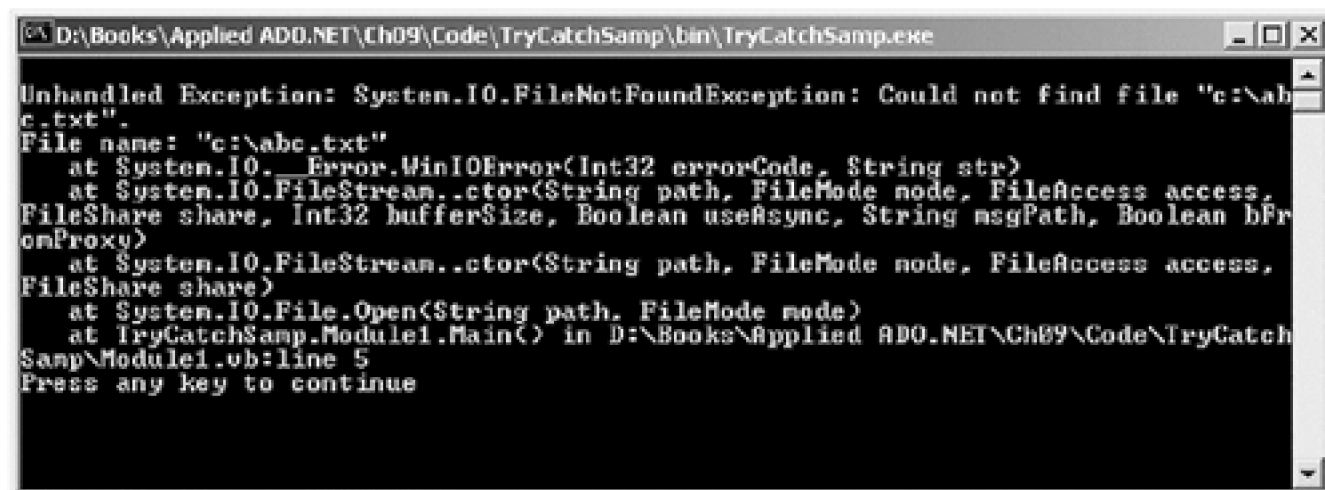 D:\Books\Applied ADO.NET\Ch09\Code\TryCatchSamp\bin\TryCatchSamp.exe
Unhandled Exception: System.IO.FileNotFoundException: Could not find file "c:\ab
c.txt".
File name: "c:\abc.txt"
   at System.IO.__Error.WinIOError(Int32 errorCode, String str)
   at System.IO.FileStream..ctor(String path, FileMode mode, FileAccess access,
FileShare share, Int32 bufferSize, Boolean useAsync, String msgPath, Boolean bFr
omProxy)
   at System.IO.FileStream..ctor(String path, FileMode mode, FileAccess access,
FileShare share)
   at System.IO.File.Open(String path, FileMode mode)
   at TryCatchSamp.Module1.Main() in D:\Books\Applied ADO.NET\Ch09\Code\TryCatch
Samp\Module1.vb:line 5
Press any key to continue